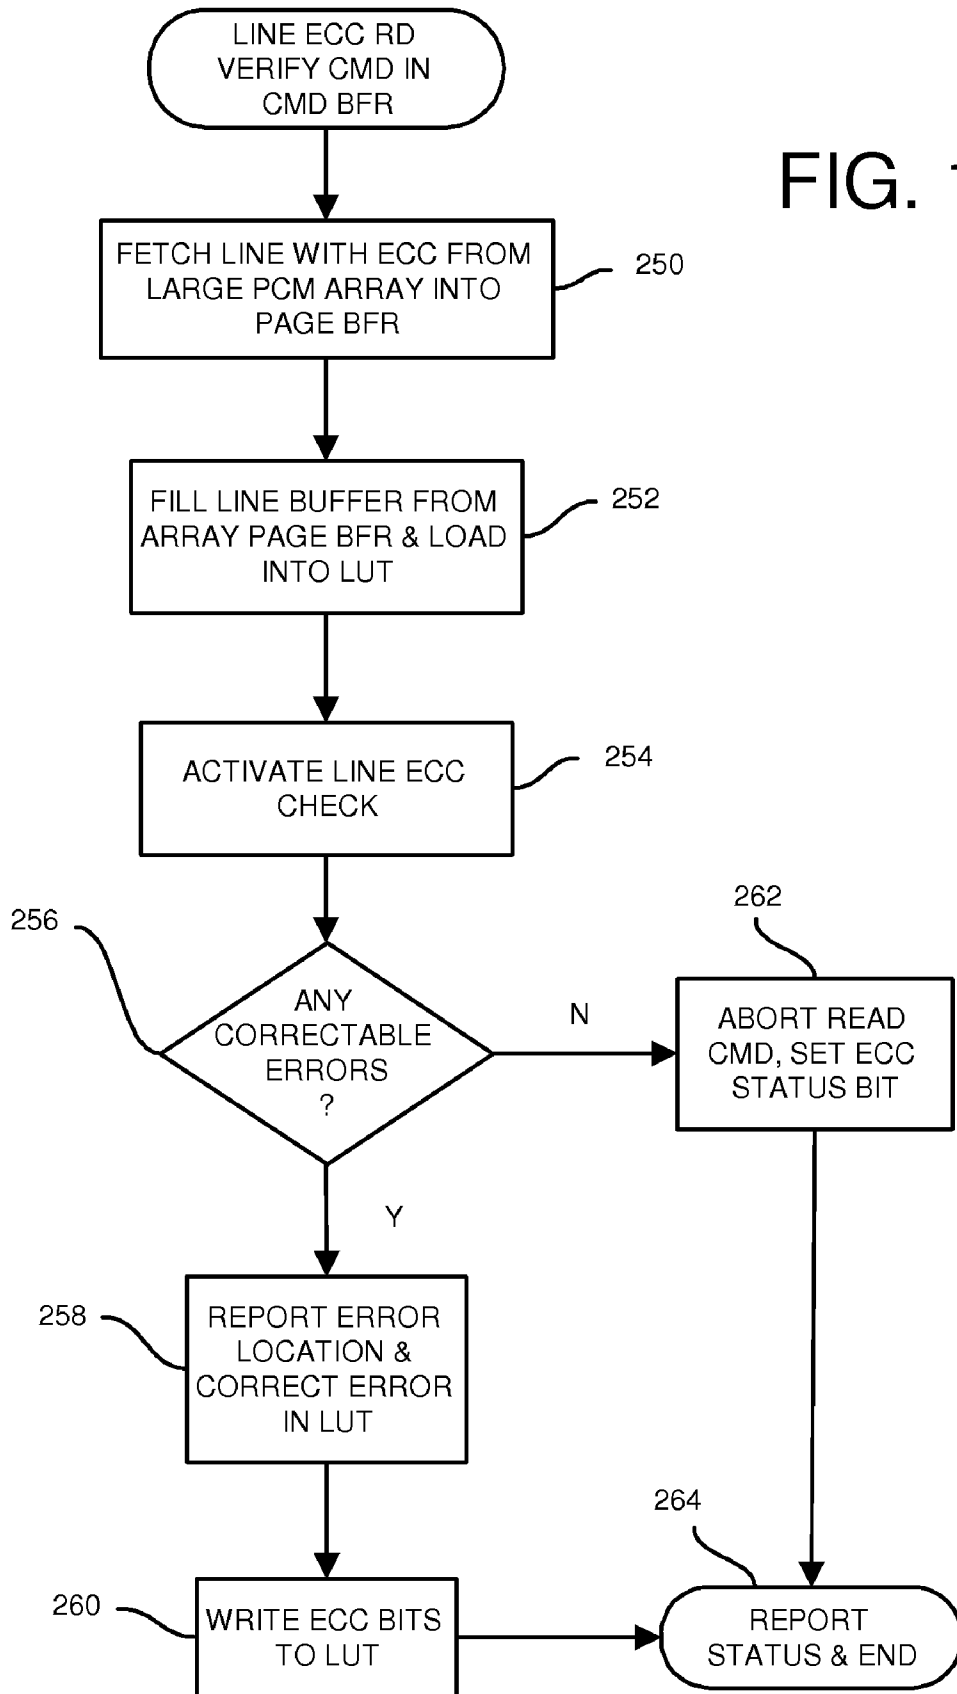 LINE ECC RD
VERIFY CMD IN
CMD BFR
FIG.
FETCH LINE WITH ECC FROM
LARGE PCM ARRAY INTO
PAGE BFR
250
FILL LINE BUFFER FROM
ARRAY PAGE BFR & LOAD
INTO LUT
252
ACTIVATE LINE ECC
CHECK
254
256
ANY
CORRECTABLE
ERRORS
?
N
262
ABORT READ
CMD, SET ECC
STATUS BIT
Y
258
REPORT ERROR
LOCATION &
CORRECT ERROR
IN LUT
264
260
WRITE ECC BITS
TO LUT
REPORT
STATUS & END